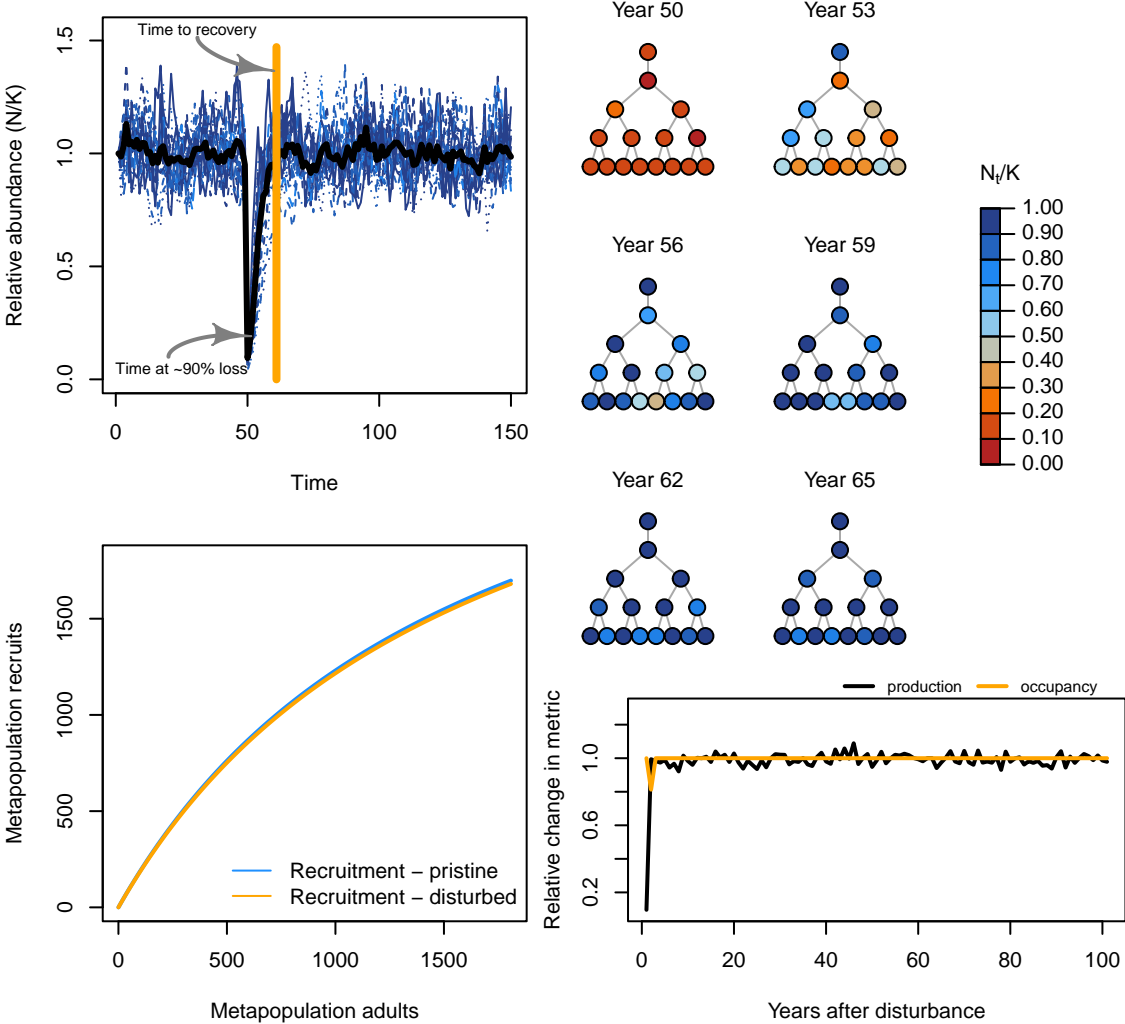 Time to recovery
Time at ~90% loss
Relative abundance (N/K)
0.0
0.5
1.0
1.5
0
50
100
150
Time
Year 50
Year 53
Year 56
Year 59
Year 62
Year 65
Nt/K
1.00
0.90
0.80
0.70
0.60
0.50
0.40
0.30
0.20
0.10
0.00
Metapopulation recruits
0
500
1000
1500
Recruitment − pristine
Recruitment − disturbed
0
500
1000
1500
Metapopulation adults
production
occupancy
Relative change in metric
0.2
0.6
1.0
0
20
40
60
80
100
Years after disturbance